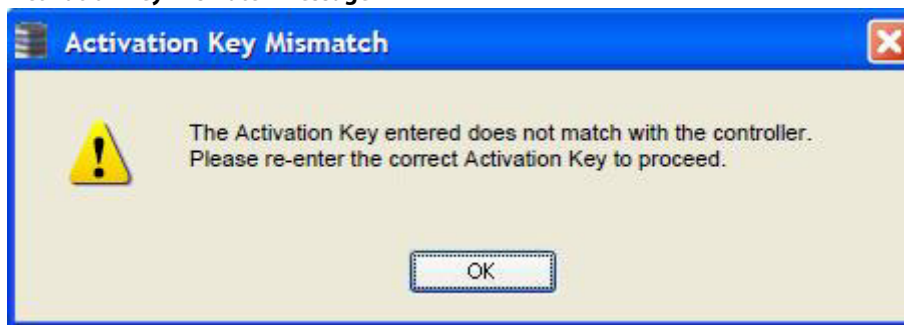 Activation Key Mismatch
The Activation Key entered does not match with the controller.
Please re-enter the correct Activation Key to proceed.
OK